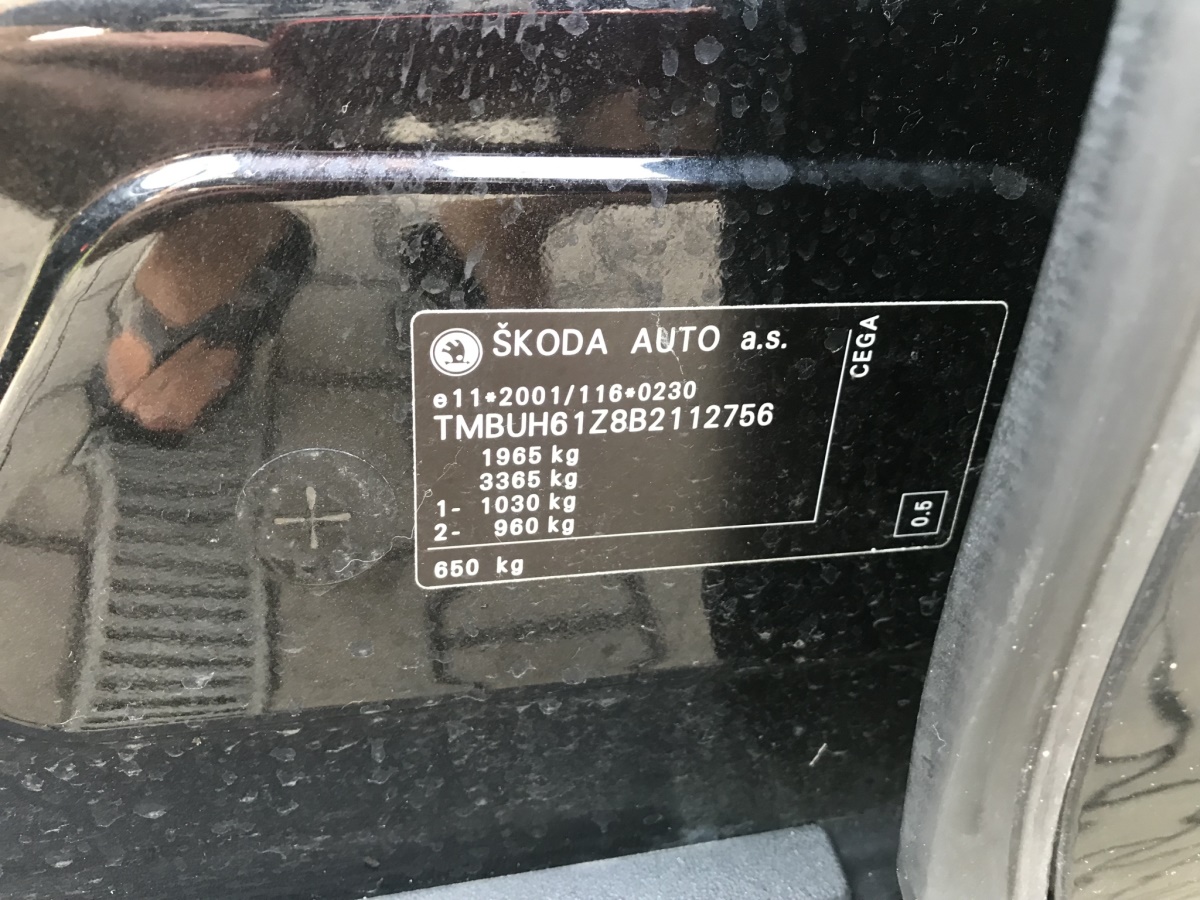 ŠKODA AUTO a.s.
CEGA
e11*2001/116*0230
TMBUH61Z8B2112756
1965 kg
3365 kg
1- 1030 kg
2- 960 kg
0.5
650 kg